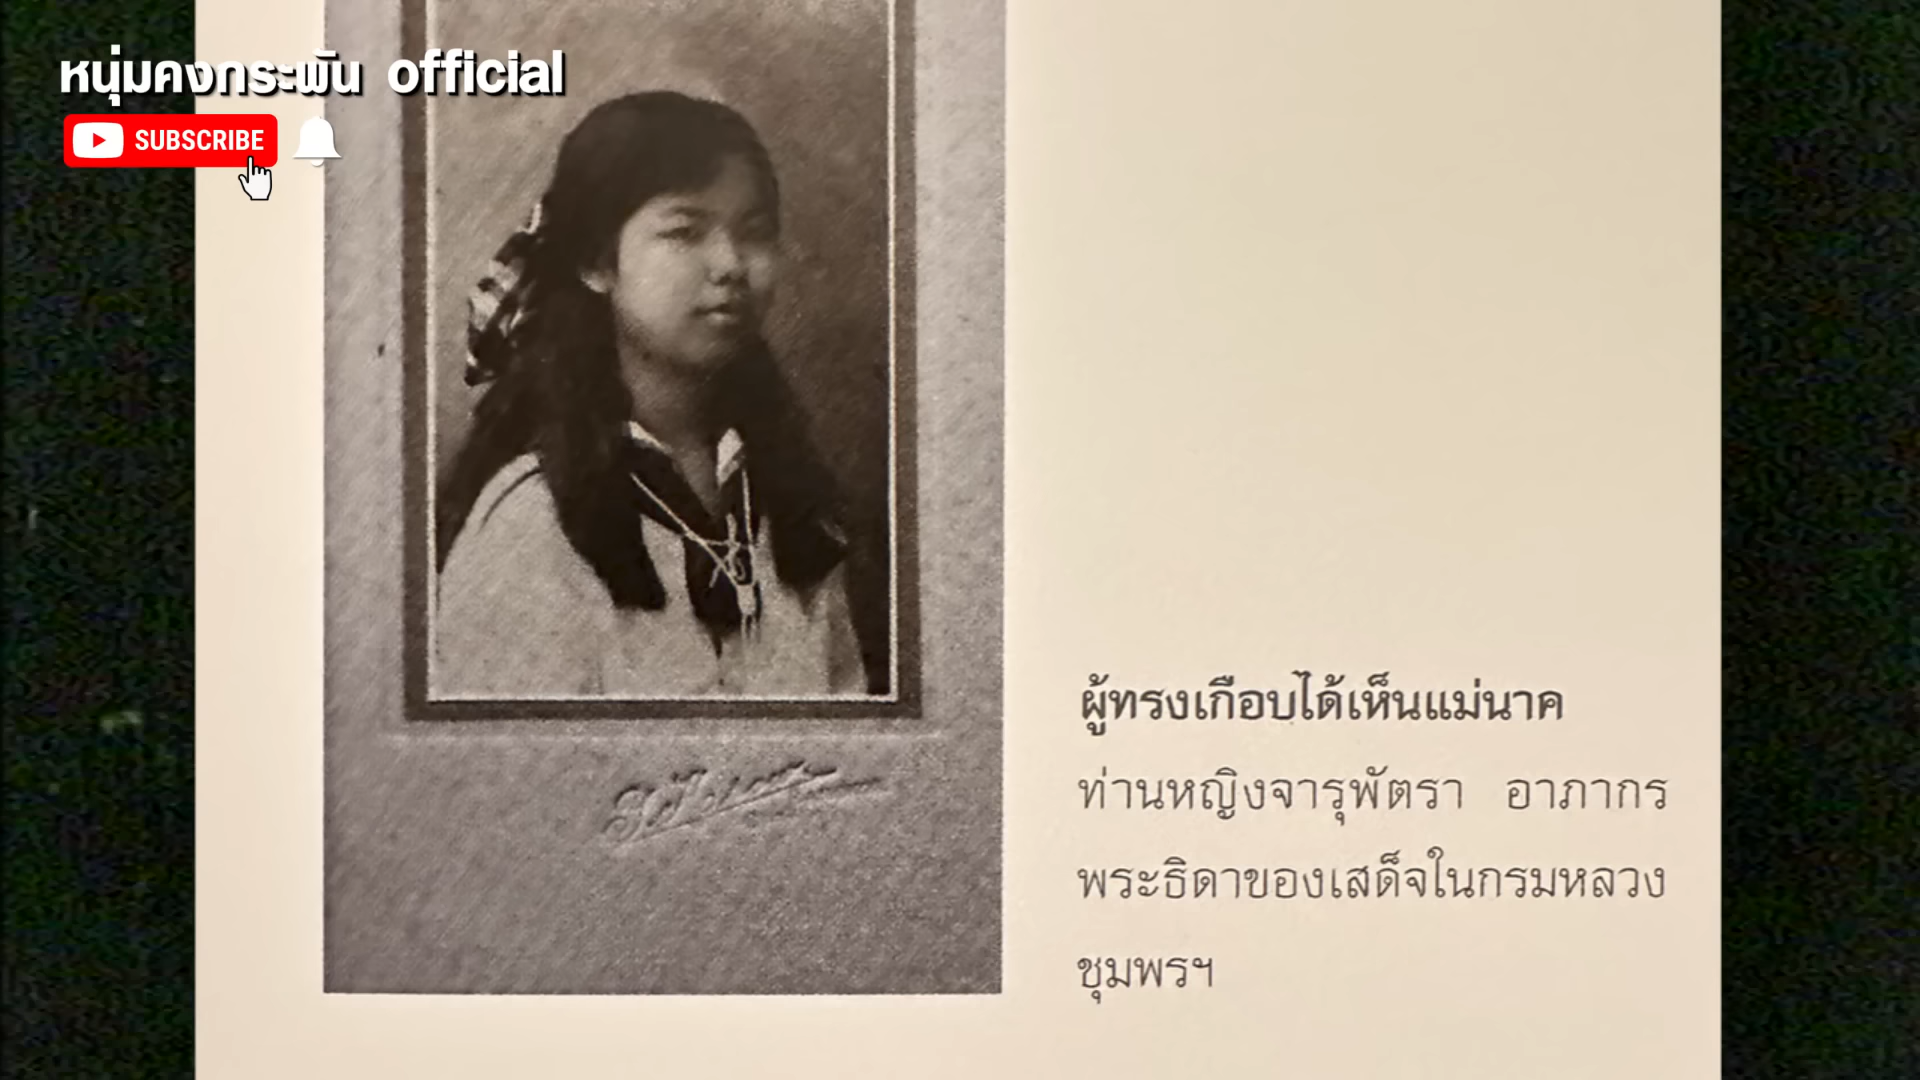 หนุ่มคงกระพัน official
SUBSCRIBE
ผู้ทรงเกือบได้เห็นแม่นาค
ท่านหญิงจารุพัตรา อาภากร
พระธิดาของเสด็จในกรมหลวง
ชุมพรฯ